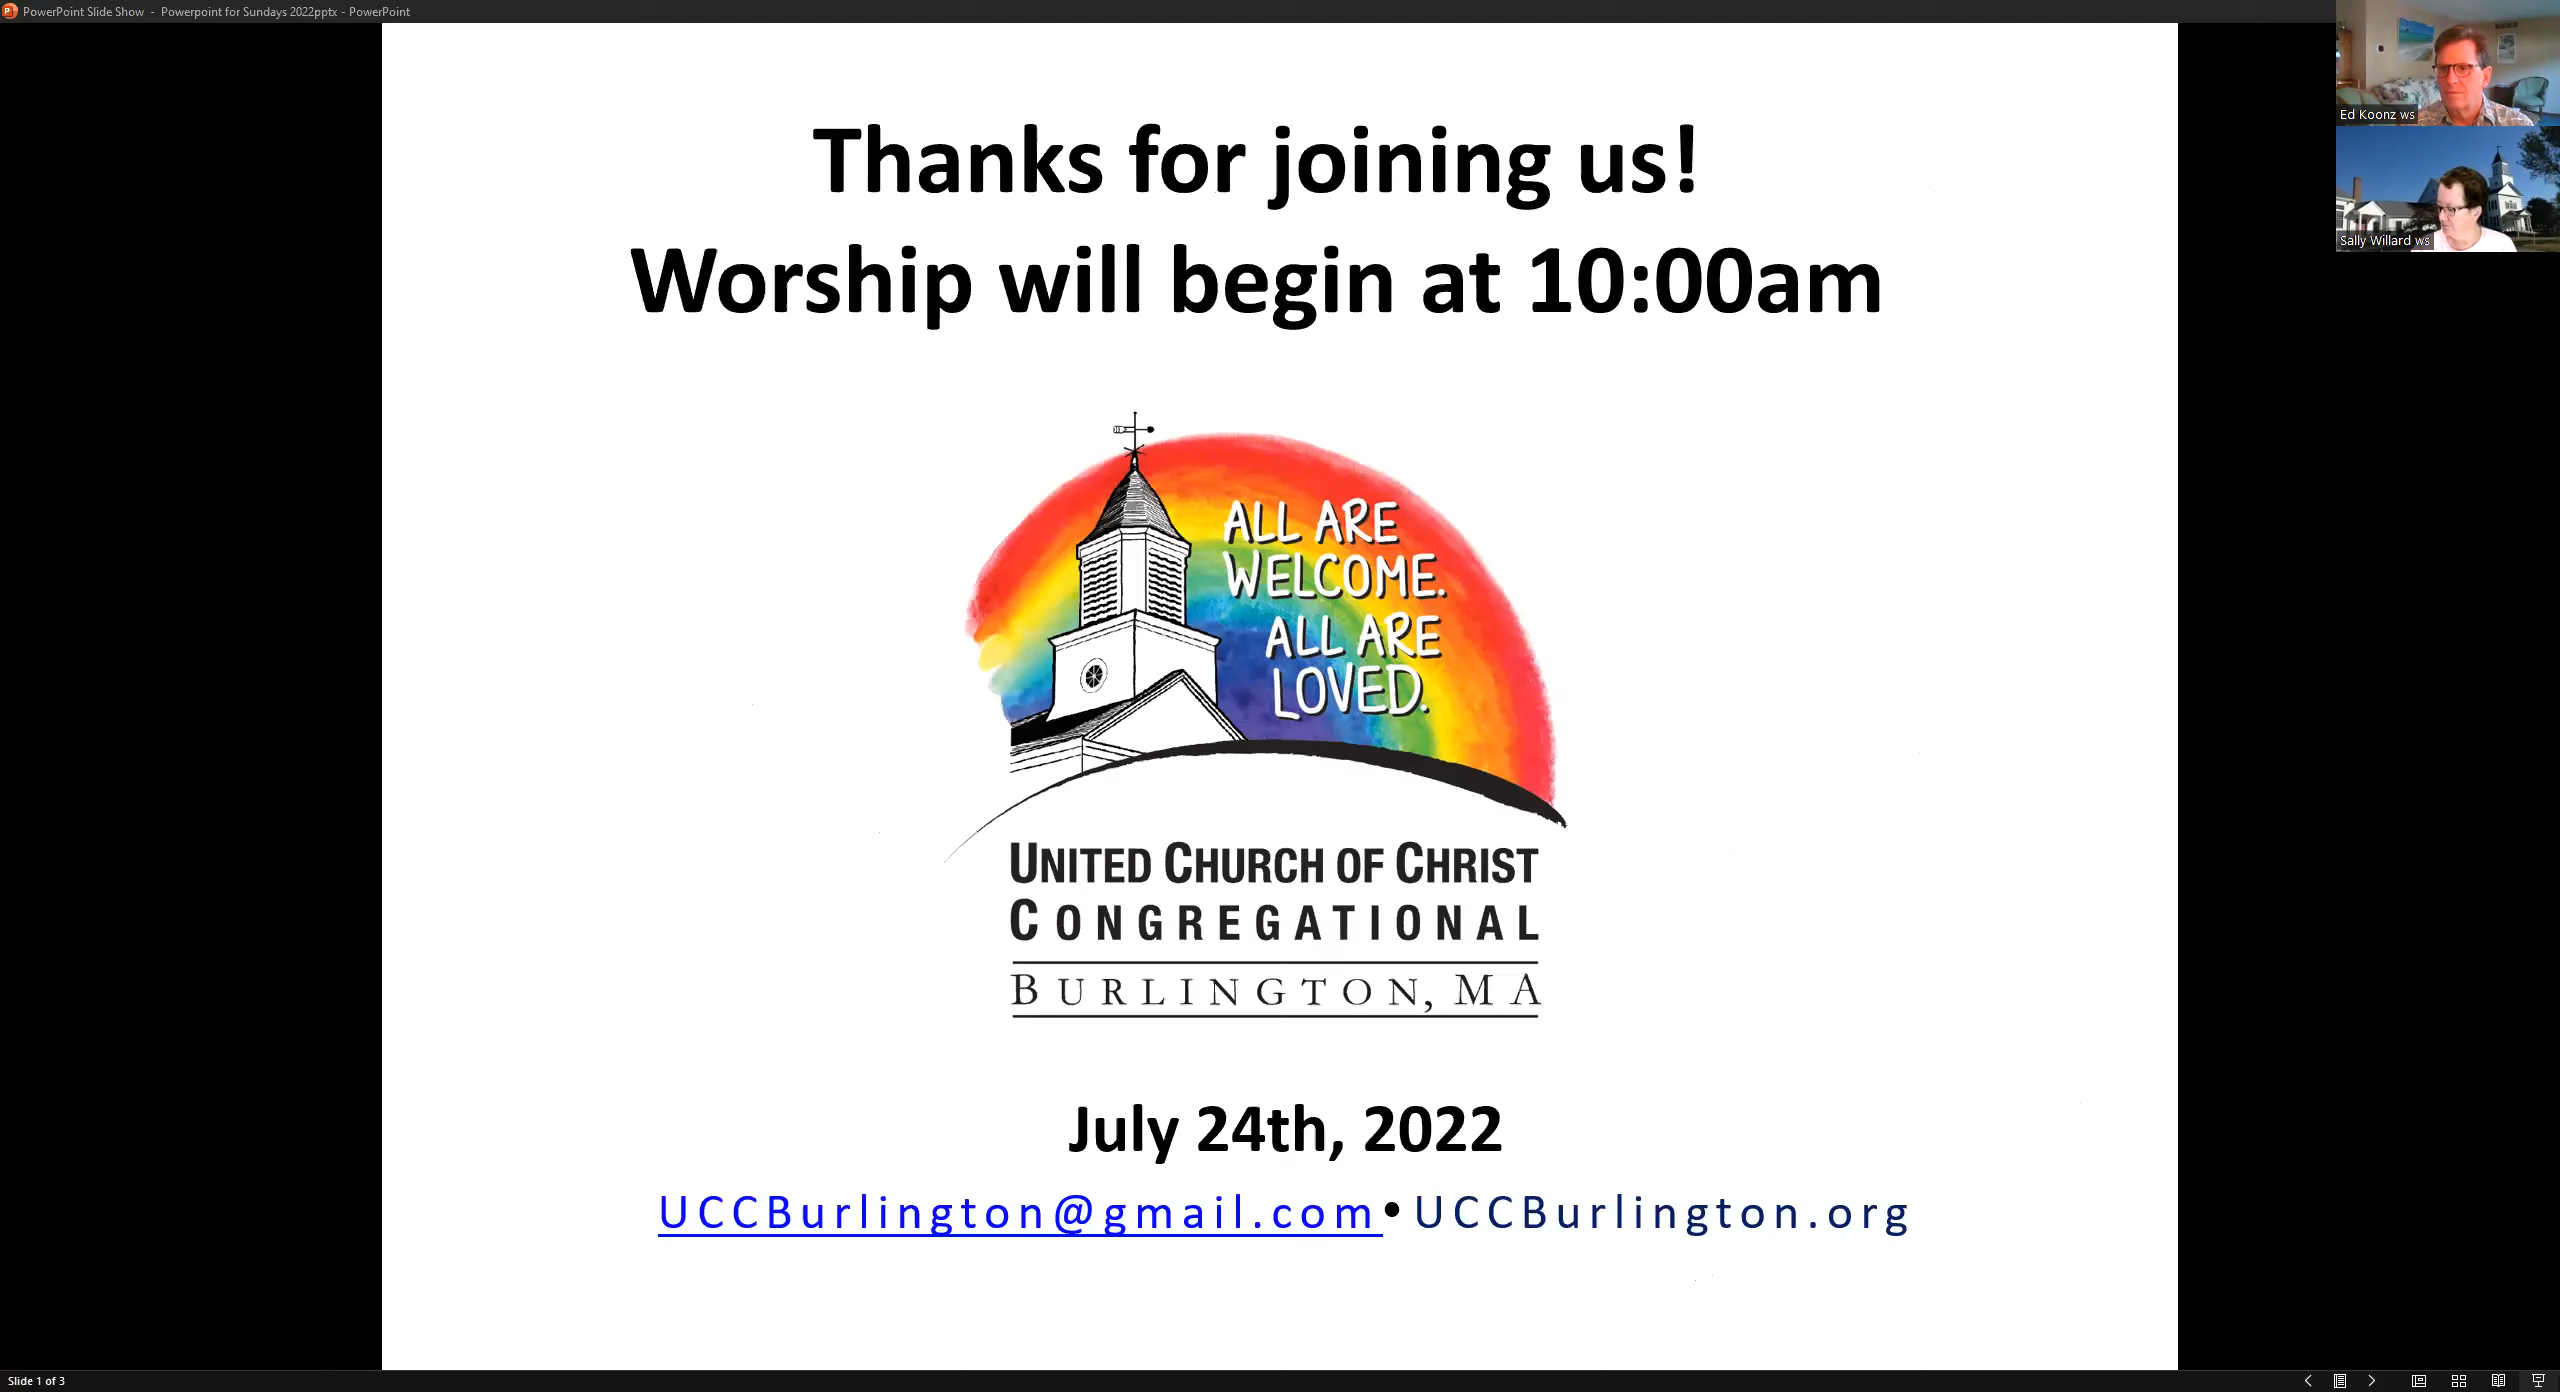 PowerPoint Slide Show - Powerpoint for Sundays 2022pptx - PowerPoint
Ed Koonz ws
Sally Willard ws
Thanks for joining us!
Worship will begin at 10:00am
ALL ARE
WELCOME.
ALL ARE
LOVED.
UNITED CHURCH OF CHRIST
CONGREGATIONAL
BURLINGTON, MA
July 24th, 2022
UCCBurlington@gmail.com•UCCBurlington.org
Slide 1 of 3